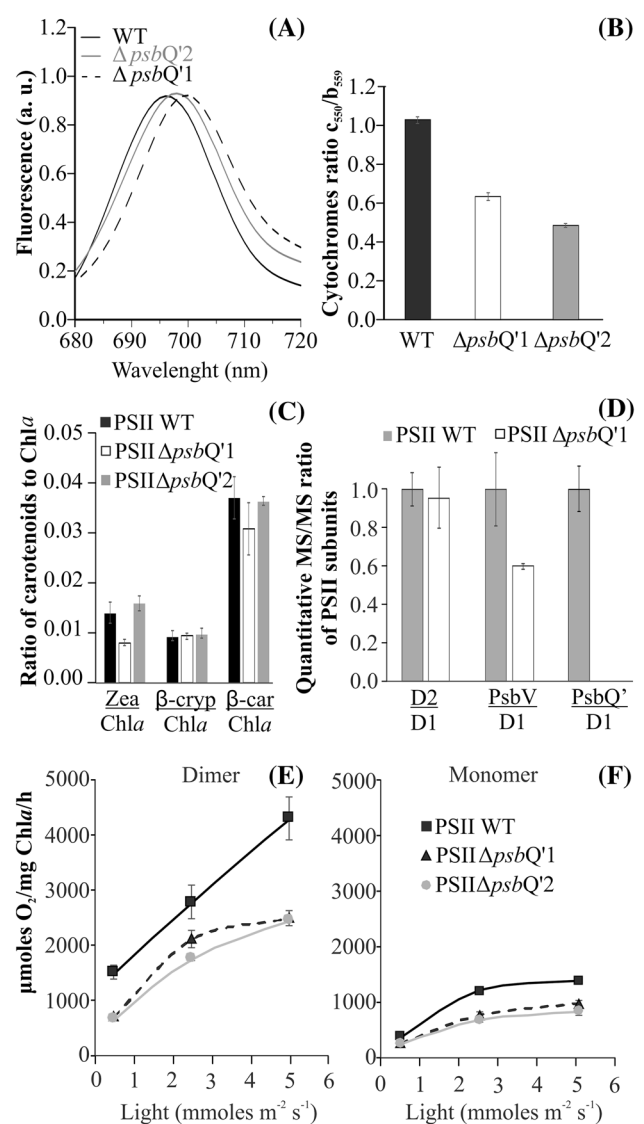 (A)
WT
ΔpsbQ'2
ΔpsbQ'1
Fluorescence (a. u.)
1.2
1.0
0.9
0.6
0.4
0.2
0.0
680 690 700 710 720
Wavelenght (nm)
(B)
Cytochromes ratio c550/b559
1.2
1.0
0.8
0.6
0.4
0.2
0.0
WT ΔpsbQ'1 ΔpsbQ'2
(C)
PSII WT
PSII ΔpsbQ'1
PSII ΔpsbQ'2
Ratio of carotenoids to Chla
0.05
0.04
0.03
0.02
0.01
0.00
Zea β-cryp β-car
Chla Chla Chla
(D)
PSII WT PSII ΔpsbQ'1
Quantitative MS/MS ratio
of PSII subunits
1.0
0.8
0.6
0.4
0.2
0.0
D2 PsbV PsbQ'
D1 D1 D1
Dimer (E)
µmoles O2/mg Chla/h
5000
4000
3000
2000
1000
0
0 1 2 3 4 5 6
Light (mmoles m-2 s-1)
Monomer (F)
PSII WT
PSII ΔpsbQ'1
PSII ΔpsbQ'2
5000
4000
3000
2000
1000
0
0 1 2 3 4 5 6
Light (mmoles m-2 s-1)